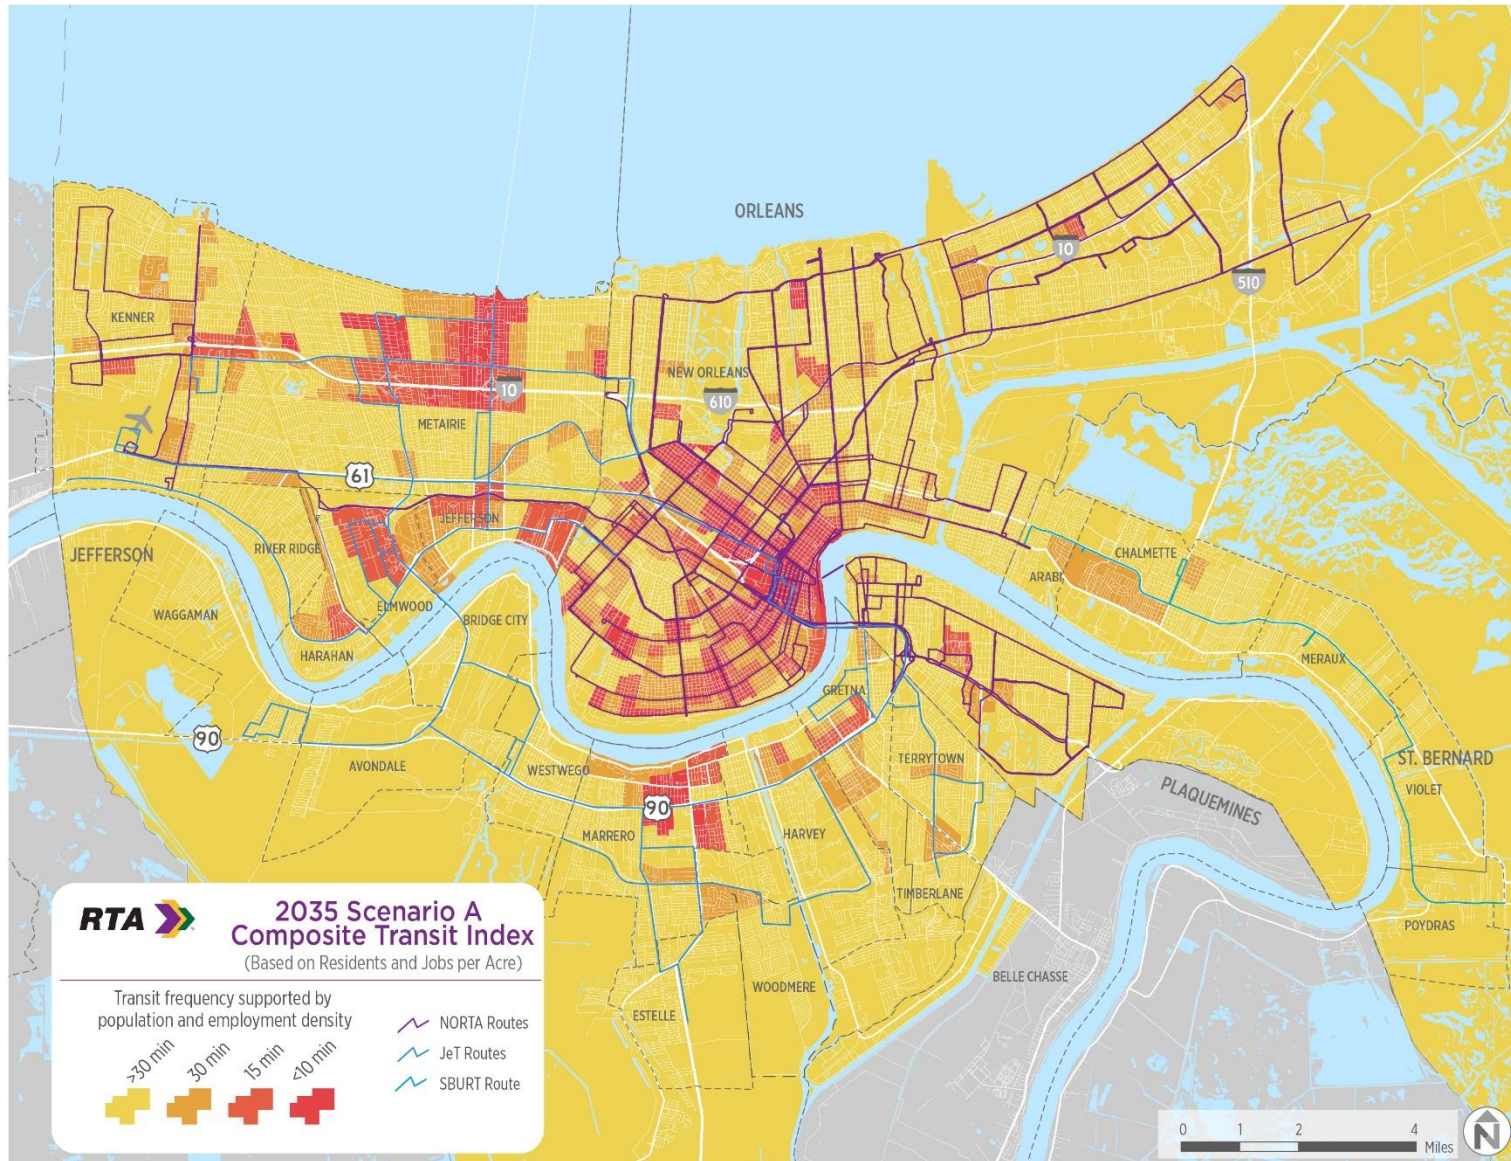 ORLEANS
10
510
KENNER
NEW ORLEANS
610
10
METAIRIE
61
JEFFERSON
JEFFERSON
RIVER RIDGE
CHALMETTE
ARABI
WAGGAMAN
ELMWOOD
BRIDGE CITY
HARAHAN
MERAUX
GRETNA
90
AVONDALE
WESTWEGO
TERRYTOWN
ST. BERNARD
VIOLET
PLAQUEMINES
90
MARRERO
HARVEY
TIMBERLANE
POYDRAS
BELLE CHASSE
WOODMERE
ESTELLE
RTA
2035 Scenario A
Composite Transit Index
(Based on Residents and Jobs per Acre)
Transit frequency supported by
population and employment density
>30 min
30 min
15 min
<10 min
NORTA Routes
JeT Routes
SBURT Route
0 1 2 4
Miles
N